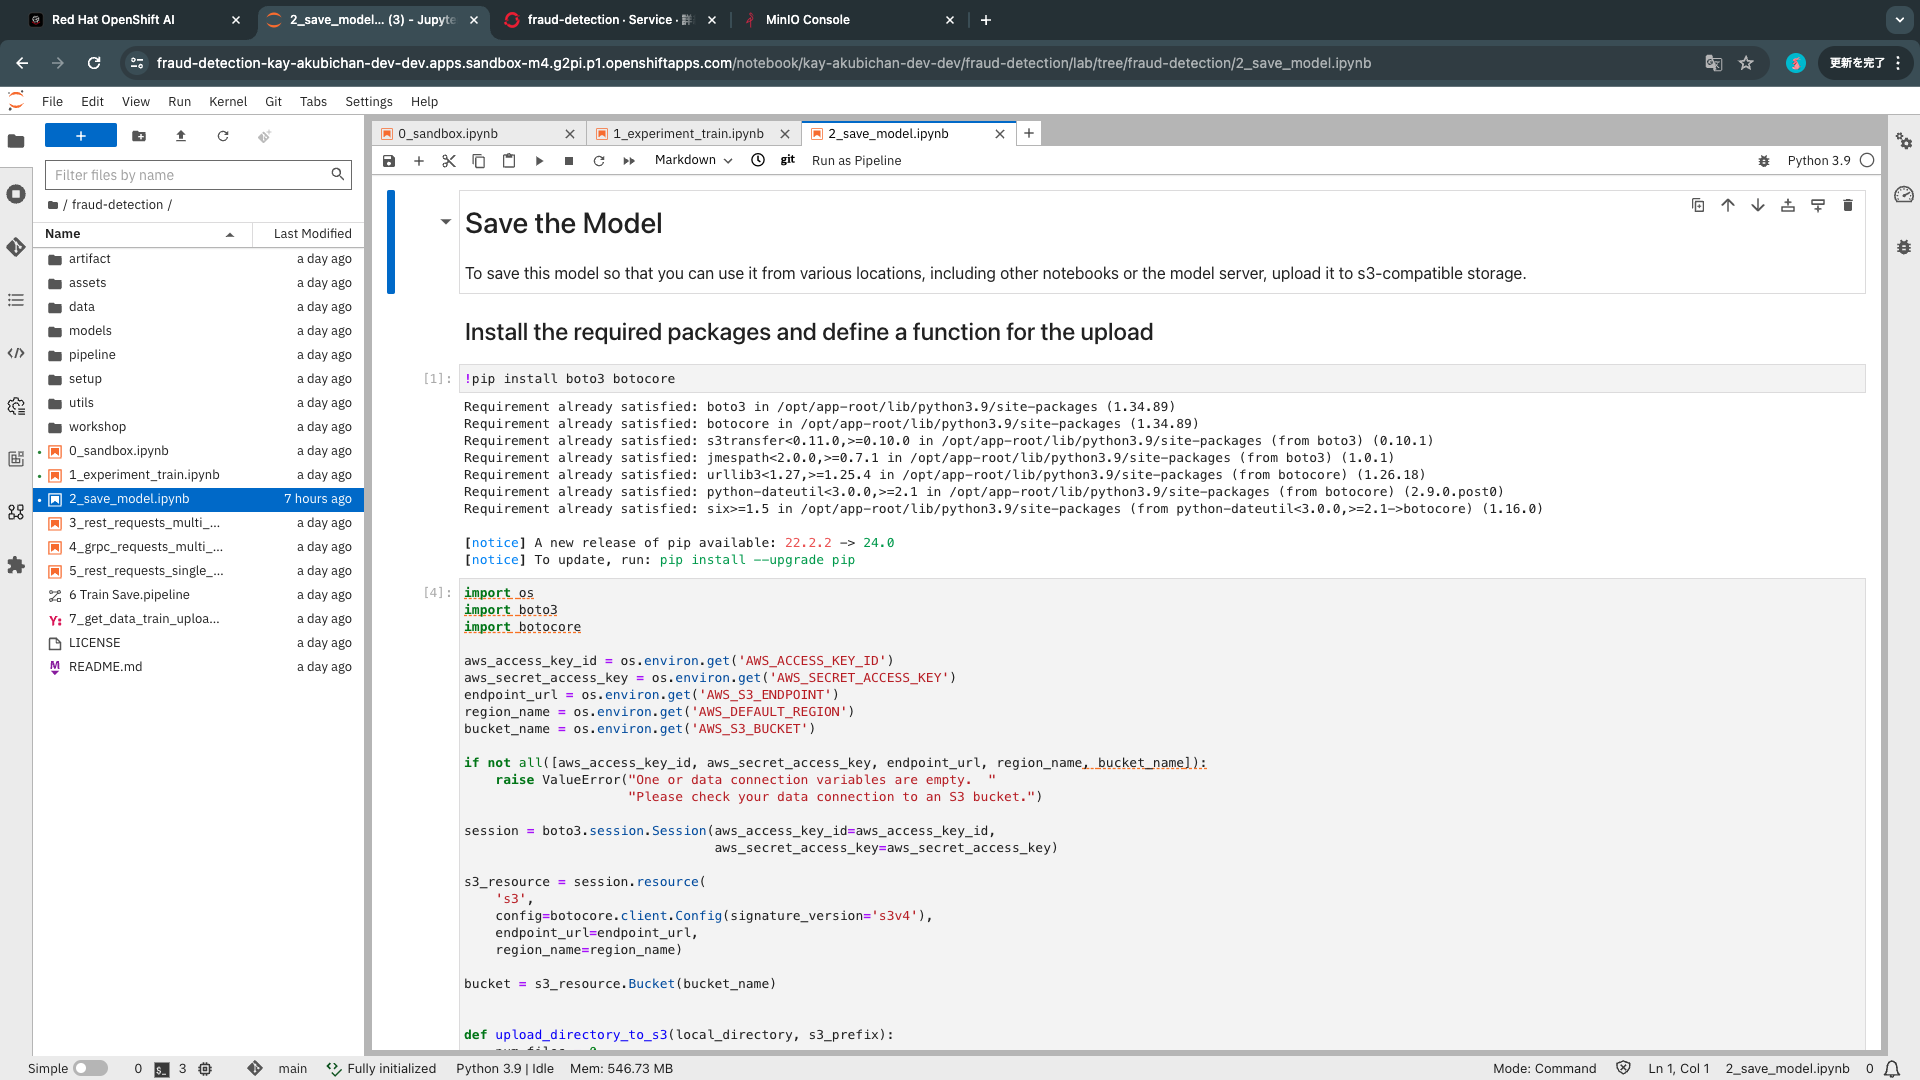 Red Hat OpenShift AI
2_save_model... (3) - Jupyte
fraud-detection · Service ·
MinIO Console
fraud-detection-kay-akubichan-dev-dev.apps.sandbox-m4.g2pi.p1.openshiftapps.com/notebook/kay-akubichan-dev-dev/fraud-detection/lab/tree/fraud-detection/2_save_model.ipynb
更新を完了
File Edit View Run Kernel Git Tabs Settings Help
0_sandbox.ipynb
1_experiment_train.ipynb
2_save_model.ipynb
Markdown
git
Run as Pipeline
Python 3.9
Filter files by name
/ fraud-detection /
Name Last Modified
artifact a day ago
assets a day ago
data a day ago
models a day ago
pipeline a day ago
setup a day ago
utils a day ago
workshop a day ago
0_sandbox.ipynb a day ago
1_experiment_train.ipynb a day ago
2_save_model.ipynb 7 hours ago
3_rest_requests_multi_... a day ago
4_grpc_requests_multi_... a day ago
5_rest_requests_single_... a day ago
6 Train Save.pipeline a day ago
Y: 7_get_data_train_uploa... a day ago
LICENSE a day ago
M README.md a day ago
Save the Model
To save this model so that you can use it from various locations, including other notebooks or the model server, upload it to s3-compatible storage.
Install the required packages and define a function for the upload
[1]: !pip install boto3 botocore
Requirement already satisfied: boto3 in /opt/app-root/lib/python3.9/site-packages (1.34.89)
Requirement already satisfied: botocore in /opt/app-root/lib/python3.9/site-packages (1.34.89)
Requirement already satisfied: s3transfer<0.11.0,>=0.10.0 in /opt/app-root/lib/python3.9/site-packages (from boto3) (0.10.1)
Requirement already satisfied: jmespath<2.0.0,>=0.7.1 in /opt/app-root/lib/python3.9/site-packages (from boto3) (1.0.1)
Requirement already satisfied: urllib3<1.27,>=1.25.4 in /opt/app-root/lib/python3.9/site-packages (from botocore) (1.26.18)
Requirement already satisfied: python-dateutil<3.0.0,>=2.1 in /opt/app-root/lib/python3.9/site-packages (from botocore) (2.9.0.post0)
Requirement already satisfied: six>=1.5 in /opt/app-root/lib/python3.9/site-packages (from python-dateutil<3.0.0,>=2.1->botocore) (1.16.0)
[notice] A new release of pip available: 22.2.2 -> 24.0
[notice] To update, run: pip install --upgrade pip
[4]: import os
import boto3
import botocore
aws_access_key_id = os.environ.get('AWS_ACCESS_KEY_ID')
aws_secret_access_key = os.environ.get('AWS_SECRET_ACCESS_KEY')
endpoint_url = os.environ.get('AWS_S3_ENDPOINT')
region_name = os.environ.get('AWS_DEFAULT_REGION')
bucket_name = os.environ.get('AWS_S3_BUCKET')
if not all([aws_access_key_id, aws_secret_access_key, endpoint_url, region_name, bucket_name]):
raise ValueError("One or data connection variables are empty.  "
"Please check your data connection to an S3 bucket.")
session = boto3.session.Session(aws_access_key_id=aws_access_key_id,
aws_secret_access_key=aws_secret_access_key)
s3_resource = session.resource(
's3',
config=botocore.client.Config(signature_version='s3v4'),
endpoint_url=endpoint_url,
region_name=region_name)
bucket = s3_resource.Bucket(bucket_name)
def upload_directory_to_s3(local_directory, s3_prefix):
Simple 0 3 main Fully initialized Python 3.9 | Idle Mem: 546.73 MB Mode: Command Ln 1, Col 1 2_save_model.ipynb 0